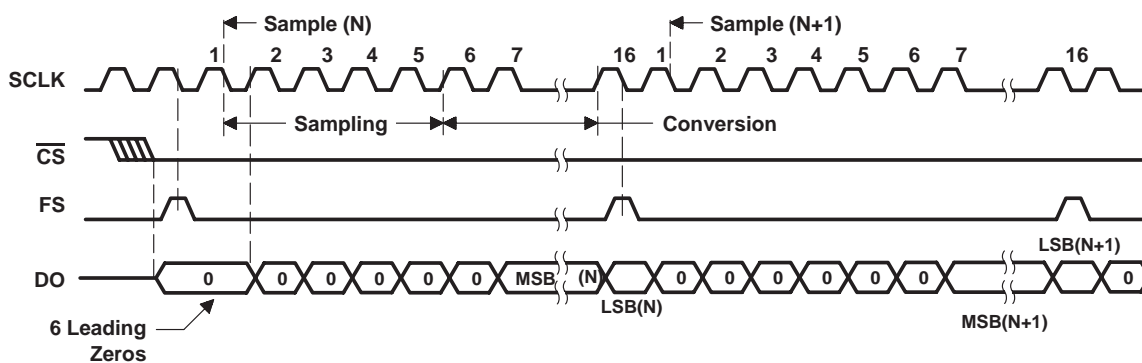 Sample (N)
Sample (N+1)
1 2 3 4 5 6 7 16 1 2 3 4 5 6 7 16
SCLK
Sampling
Conversion
CS
FS
LSB(N+1)
DO
0 0 0 0 0 0 MSB (N) 0 0 0 0 0 0 0
LSB(N)
MSB(N+1)
6 Leading
Zeros